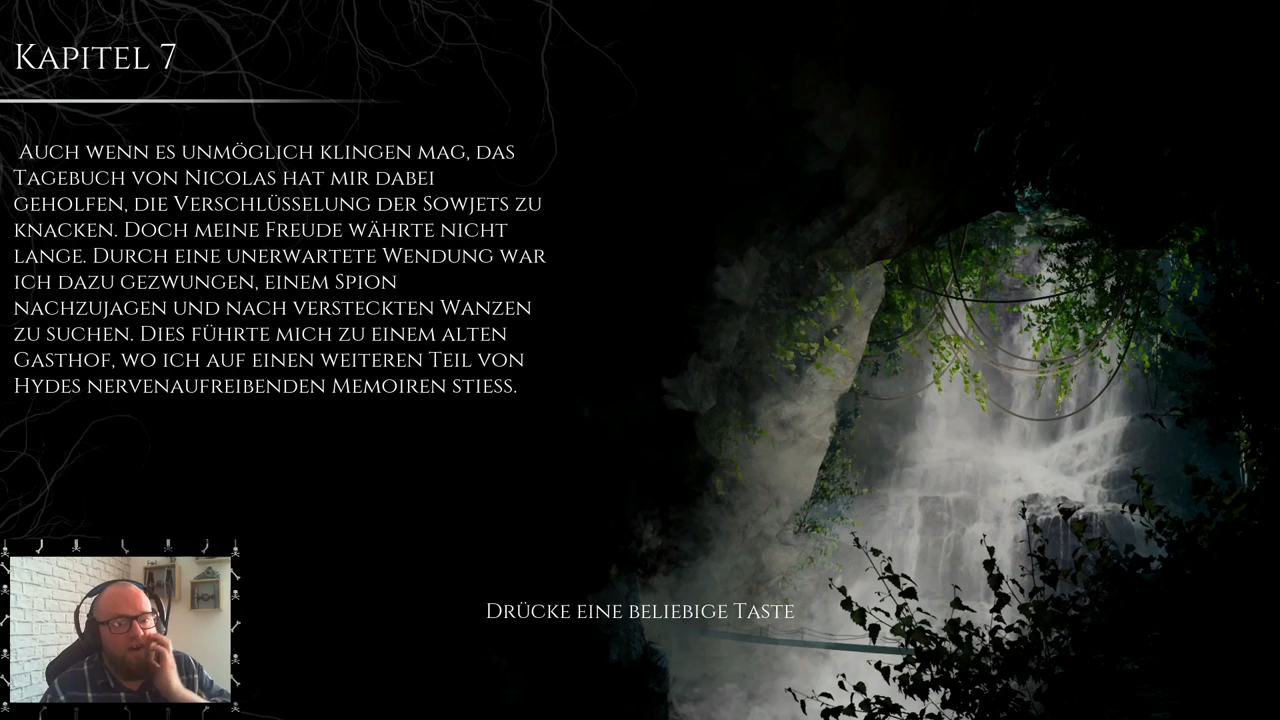 Kapitel 7
Auch wenn es unmöglich klingen mag, das
Tagebuch von Nicolas hat mir dabei
geholfen, die Verschlüsselung der Sowjets zu
knacken. Doch meine Freude währte nicht
lange. Durch eine unerwartete Wendung war
ich dazu gezwungen, einem Spion
nachzujagen und nach versteckten Wanzen
zu suchen. Dies führte mich zu einem alten
Gasthof, wo ich auf einen weiteren Teil von
Hydes nervenaufreibenden Memoiren stiess.
Drücke eine beliebige Taste